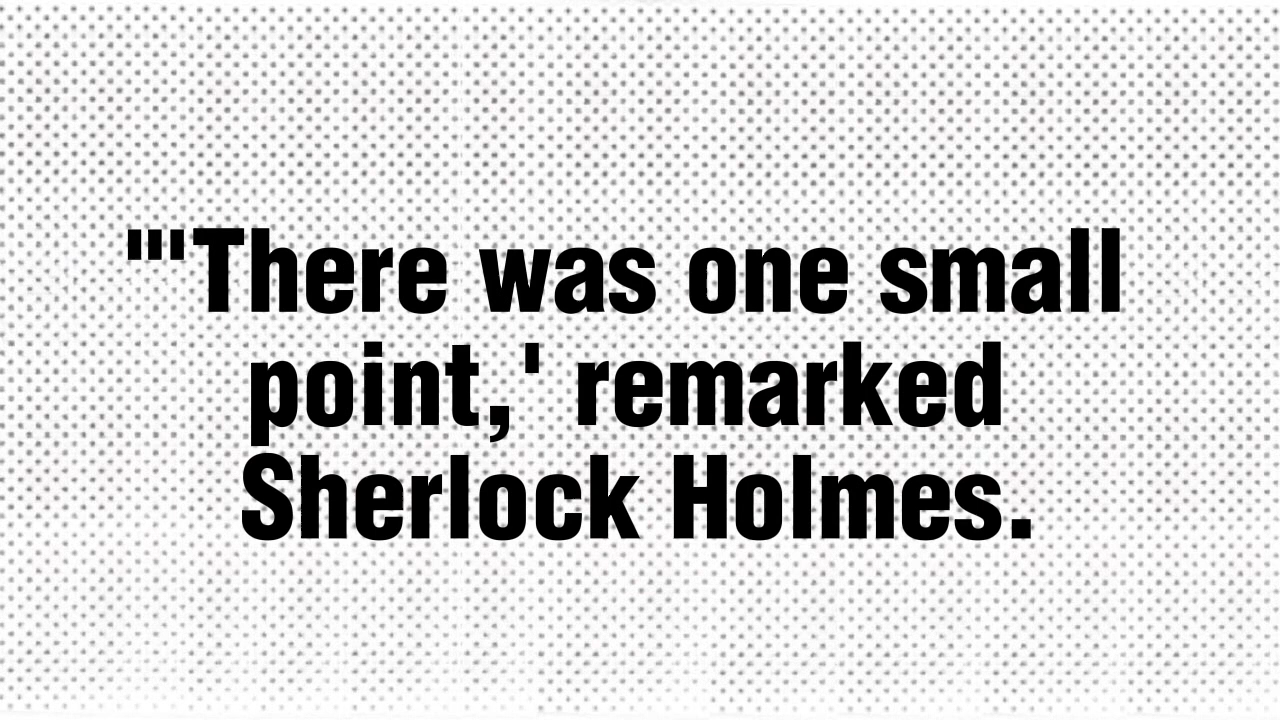 "'There was one small
point,' remarked
Sherlock Holmes.